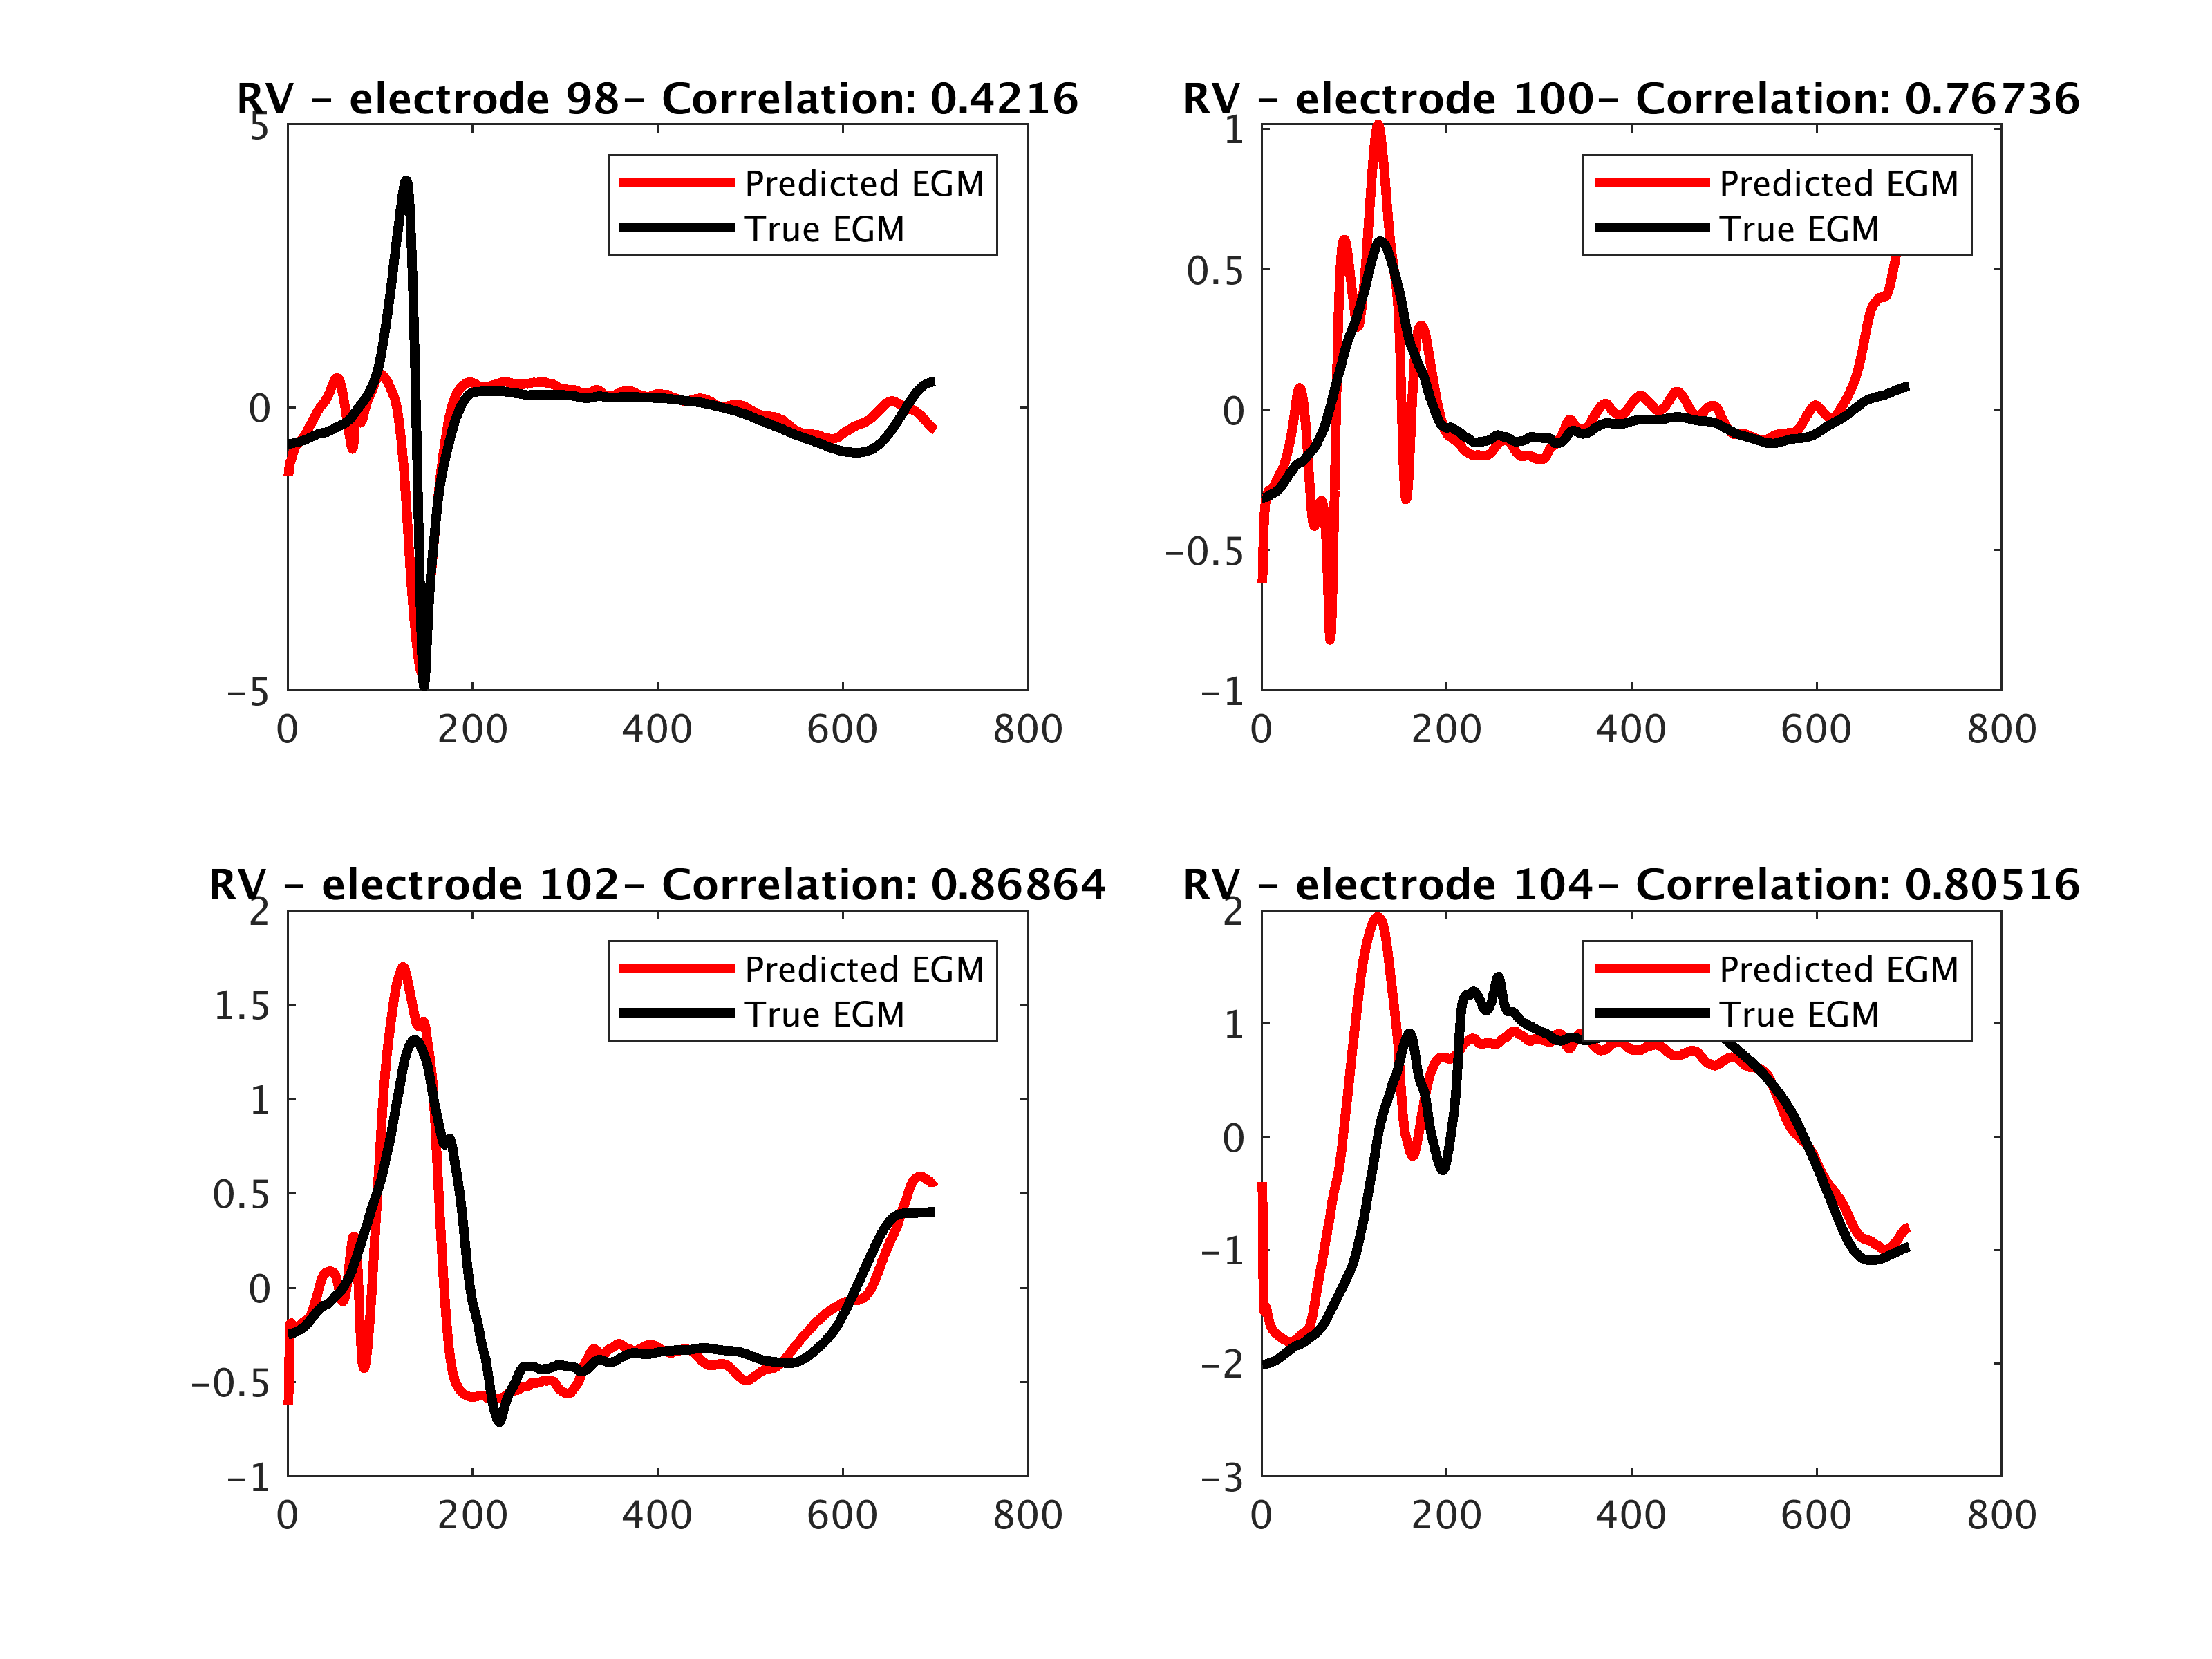 RV - electrode 98- Correlation: 0.4216
5
0
-5
0 200 400 600 800
Predicted EGM
True EGM
RV - electrode 100- Correlation: 0.76736
1
0.5
0
-0.5
-1
0 200 400 600 800
Predicted EGM
True EGM
RV - electrode 102- Correlation: 0.86864
2
1.5
1
0.5
0
-0.5
-1
0 200 400 600 800
Predicted EGM
True EGM
RV - electrode 104- Correlation: 0.80516
2
1
0
-1
-2
-3
0 200 400 600 800
Predicted EGM
True EGM